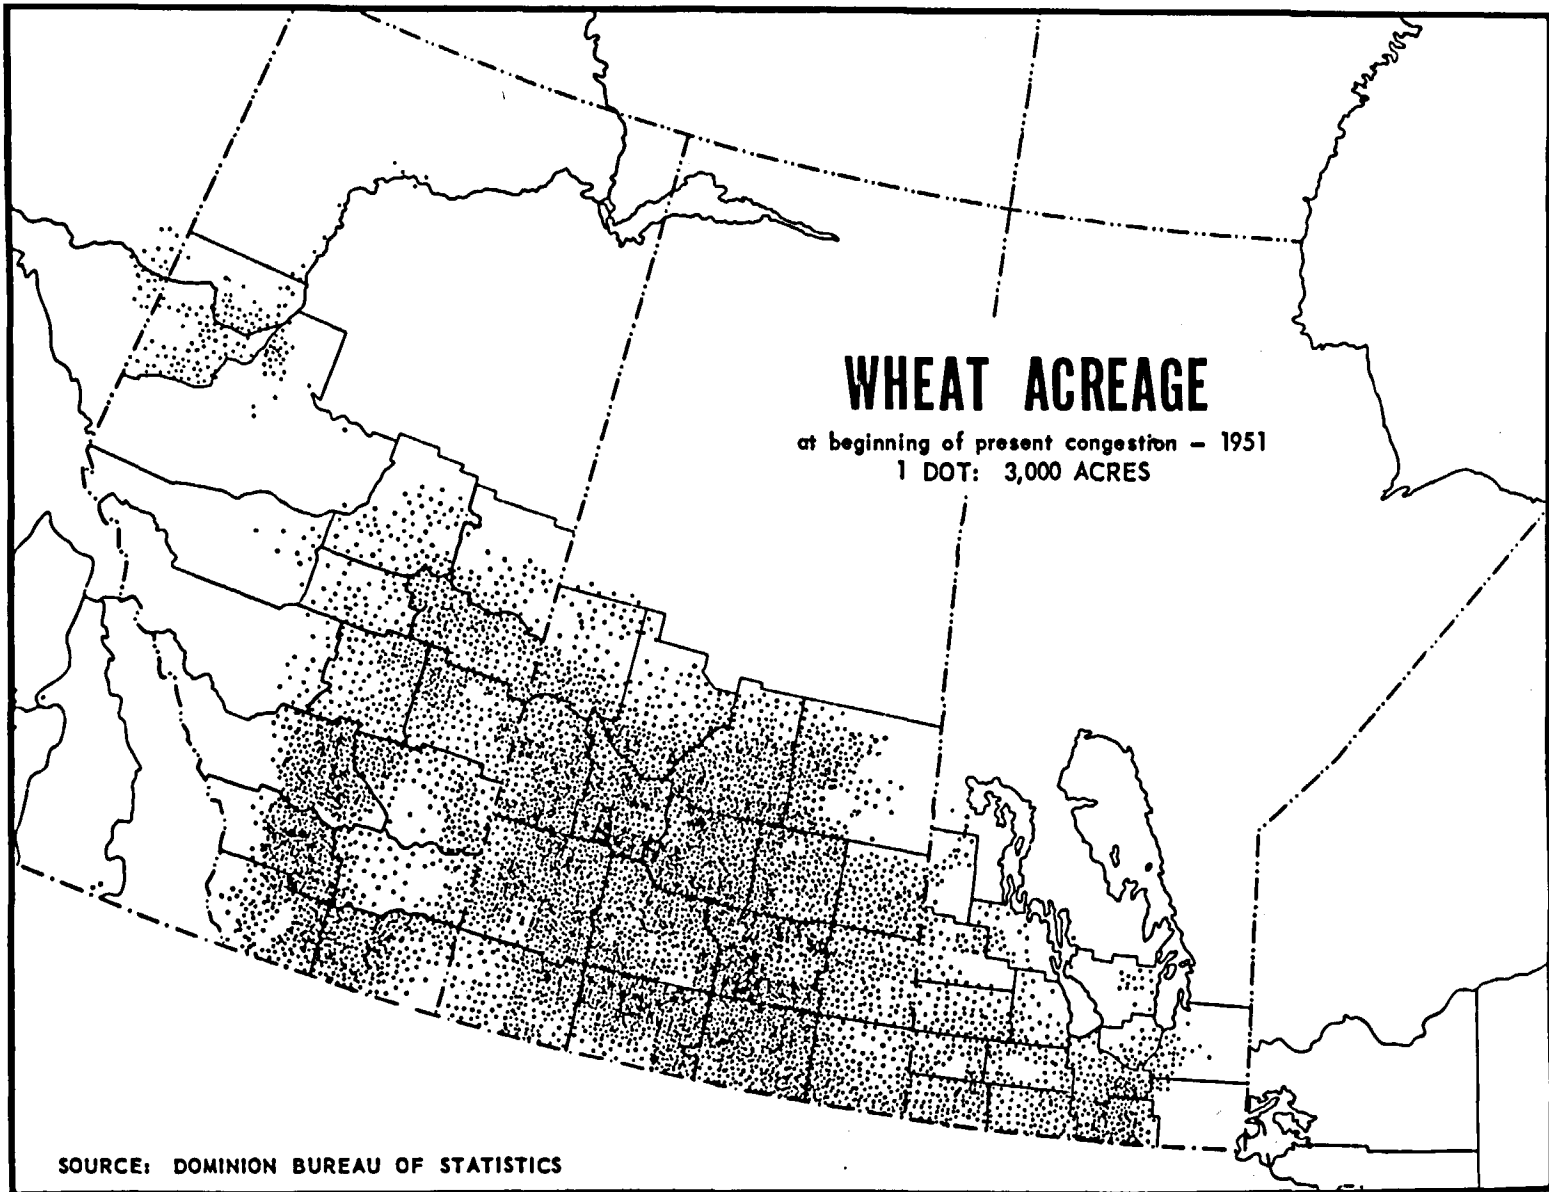 WHEAT ACREAGE
at beginning of present congestion – 1951
1 DOT: 3,000 ACRES
SOURCE: DOMINION BUREAU OF STATISTICS